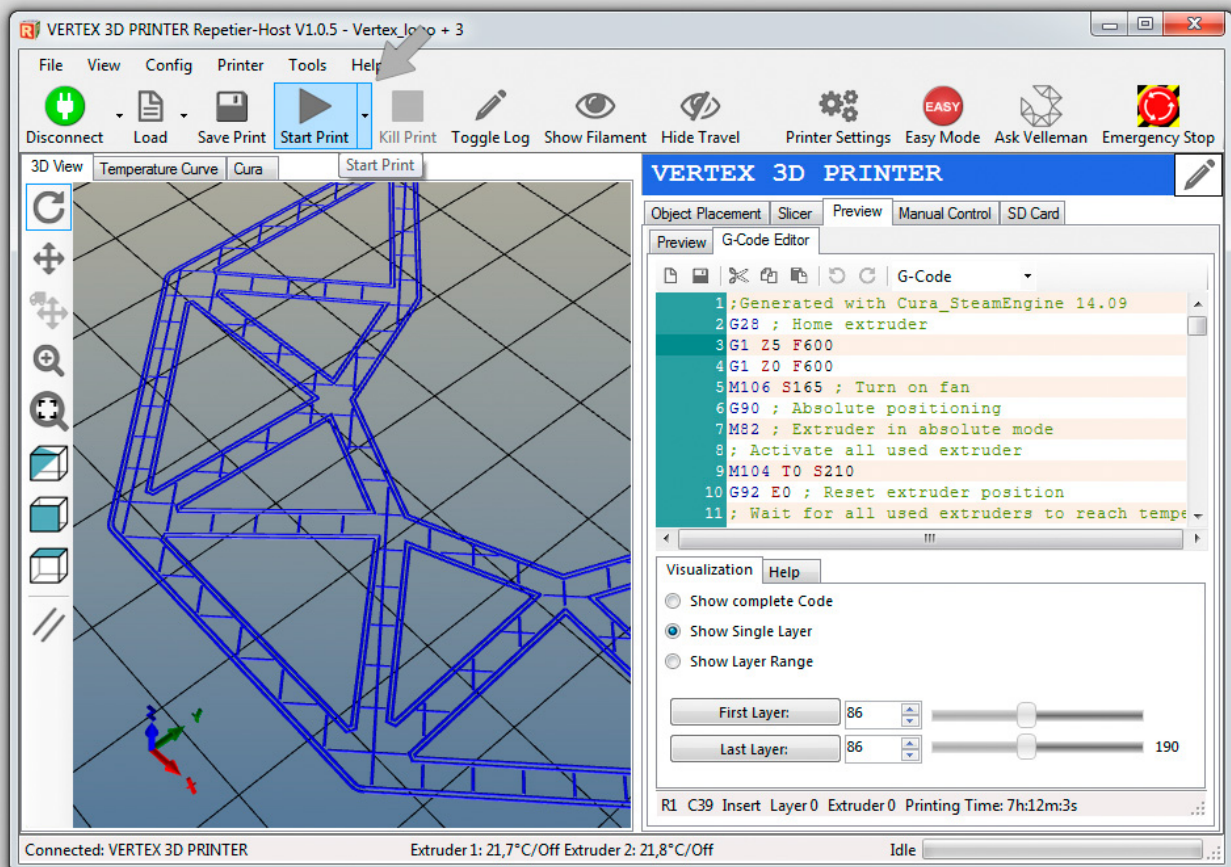 VERTEX 3D PRINTER Repetier-Host V1.0.5 - Vertex_logo + 3
File View Config Printer Tools Help
Disconnect Load Save Print Start Print Kill Print Toggle Log Show Filament Hide Travel Printer Settings EASY Easy Mode Ask Velleman Emergency Stop
Start Print
3D View Temperature Curve Cura
VERTEX 3D PRINTER
Object Placement Slicer Preview Manual Control SD Card
Preview G-Code Editor
G-Code
1 ;Generated with Cura_SteamEngine 14.09
2 G28 ; Home extruder
3 G1 Z5 F600
4 G1 Z0 F600
5 M106 S165 ; Turn on fan
6 G90 ; Absolute positioning
7 M82 ; Extruder in absolute mode
8 ; Activate all used extruder
9 M104 T0 S210
10 G92 E0 ; Reset extruder position
11 ; Wait for all used extruders to reach tempe
Visualization Help
Show complete Code
Show Single Layer
Show Layer Range
First Layer: 86
Last Layer: 86 190
Z Y X
R1 C39 Insert Layer 0 Extruder 0 Printing Time: 7h:12m:3s
Connected: VERTEX 3D PRINTER Extruder 1: 21,7°C/Off Extruder 2: 21,8°C/Off Idle